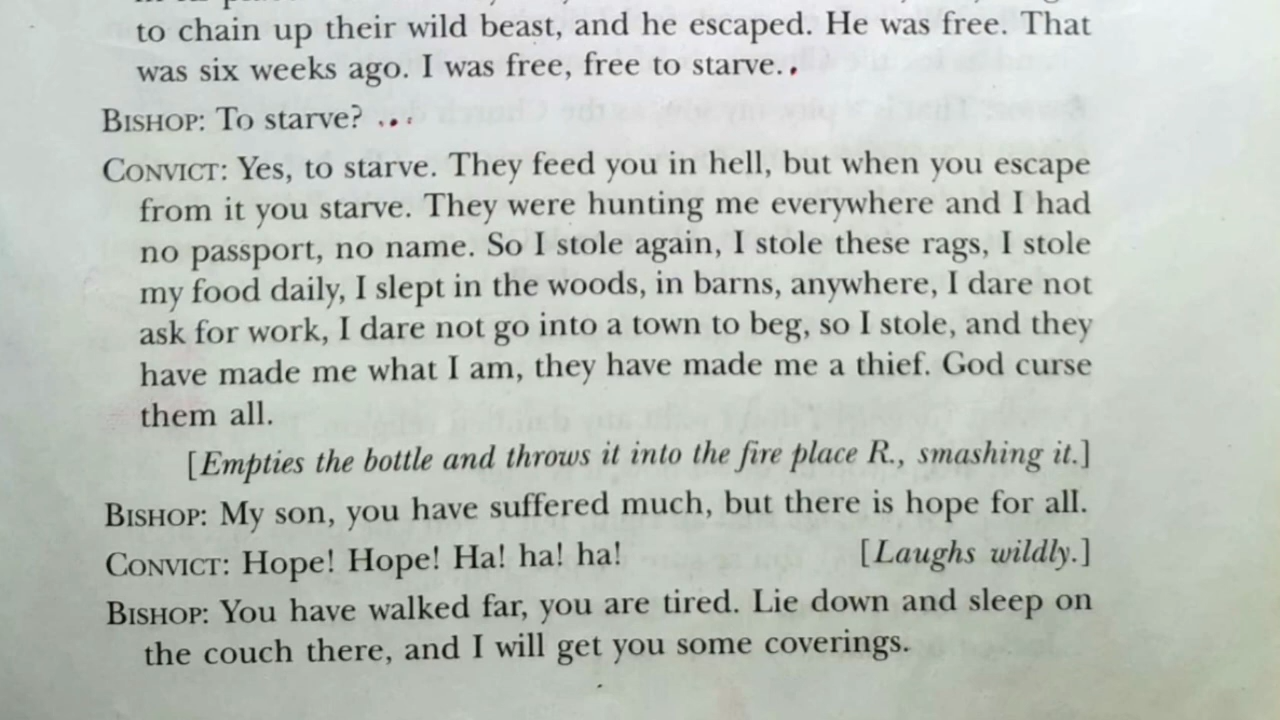 to chain up their wild beast, and he escaped. He was free. That
was six weeks ago. I was free, free to starve..
BISHOP: To starve? ...
CONVICT: Yes, to starve. They feed you in hell, but when you escape
from it you starve. They were hunting me everywhere and I had
no passport, no name. So I stole again, I stole these rags, I stole
my food daily, I slept in the woods, in barns, anywhere, I dare not
ask for work, I dare not go into a town to beg, so I stole, and they
have made me what I am, they have made me a thief. God curse
them all.
[Empties the bottle and throws it into the fire place R., smashing it.]
BISHOP: My son, you have suffered much, but there is hope for all.
CONVICT: Hope! Hope! Ha! ha! ha! [Laughs wildly.]
BISHOP: You have walked far, you are tired. Lie down and sleep on
the couch there, and I will get you some coverings.